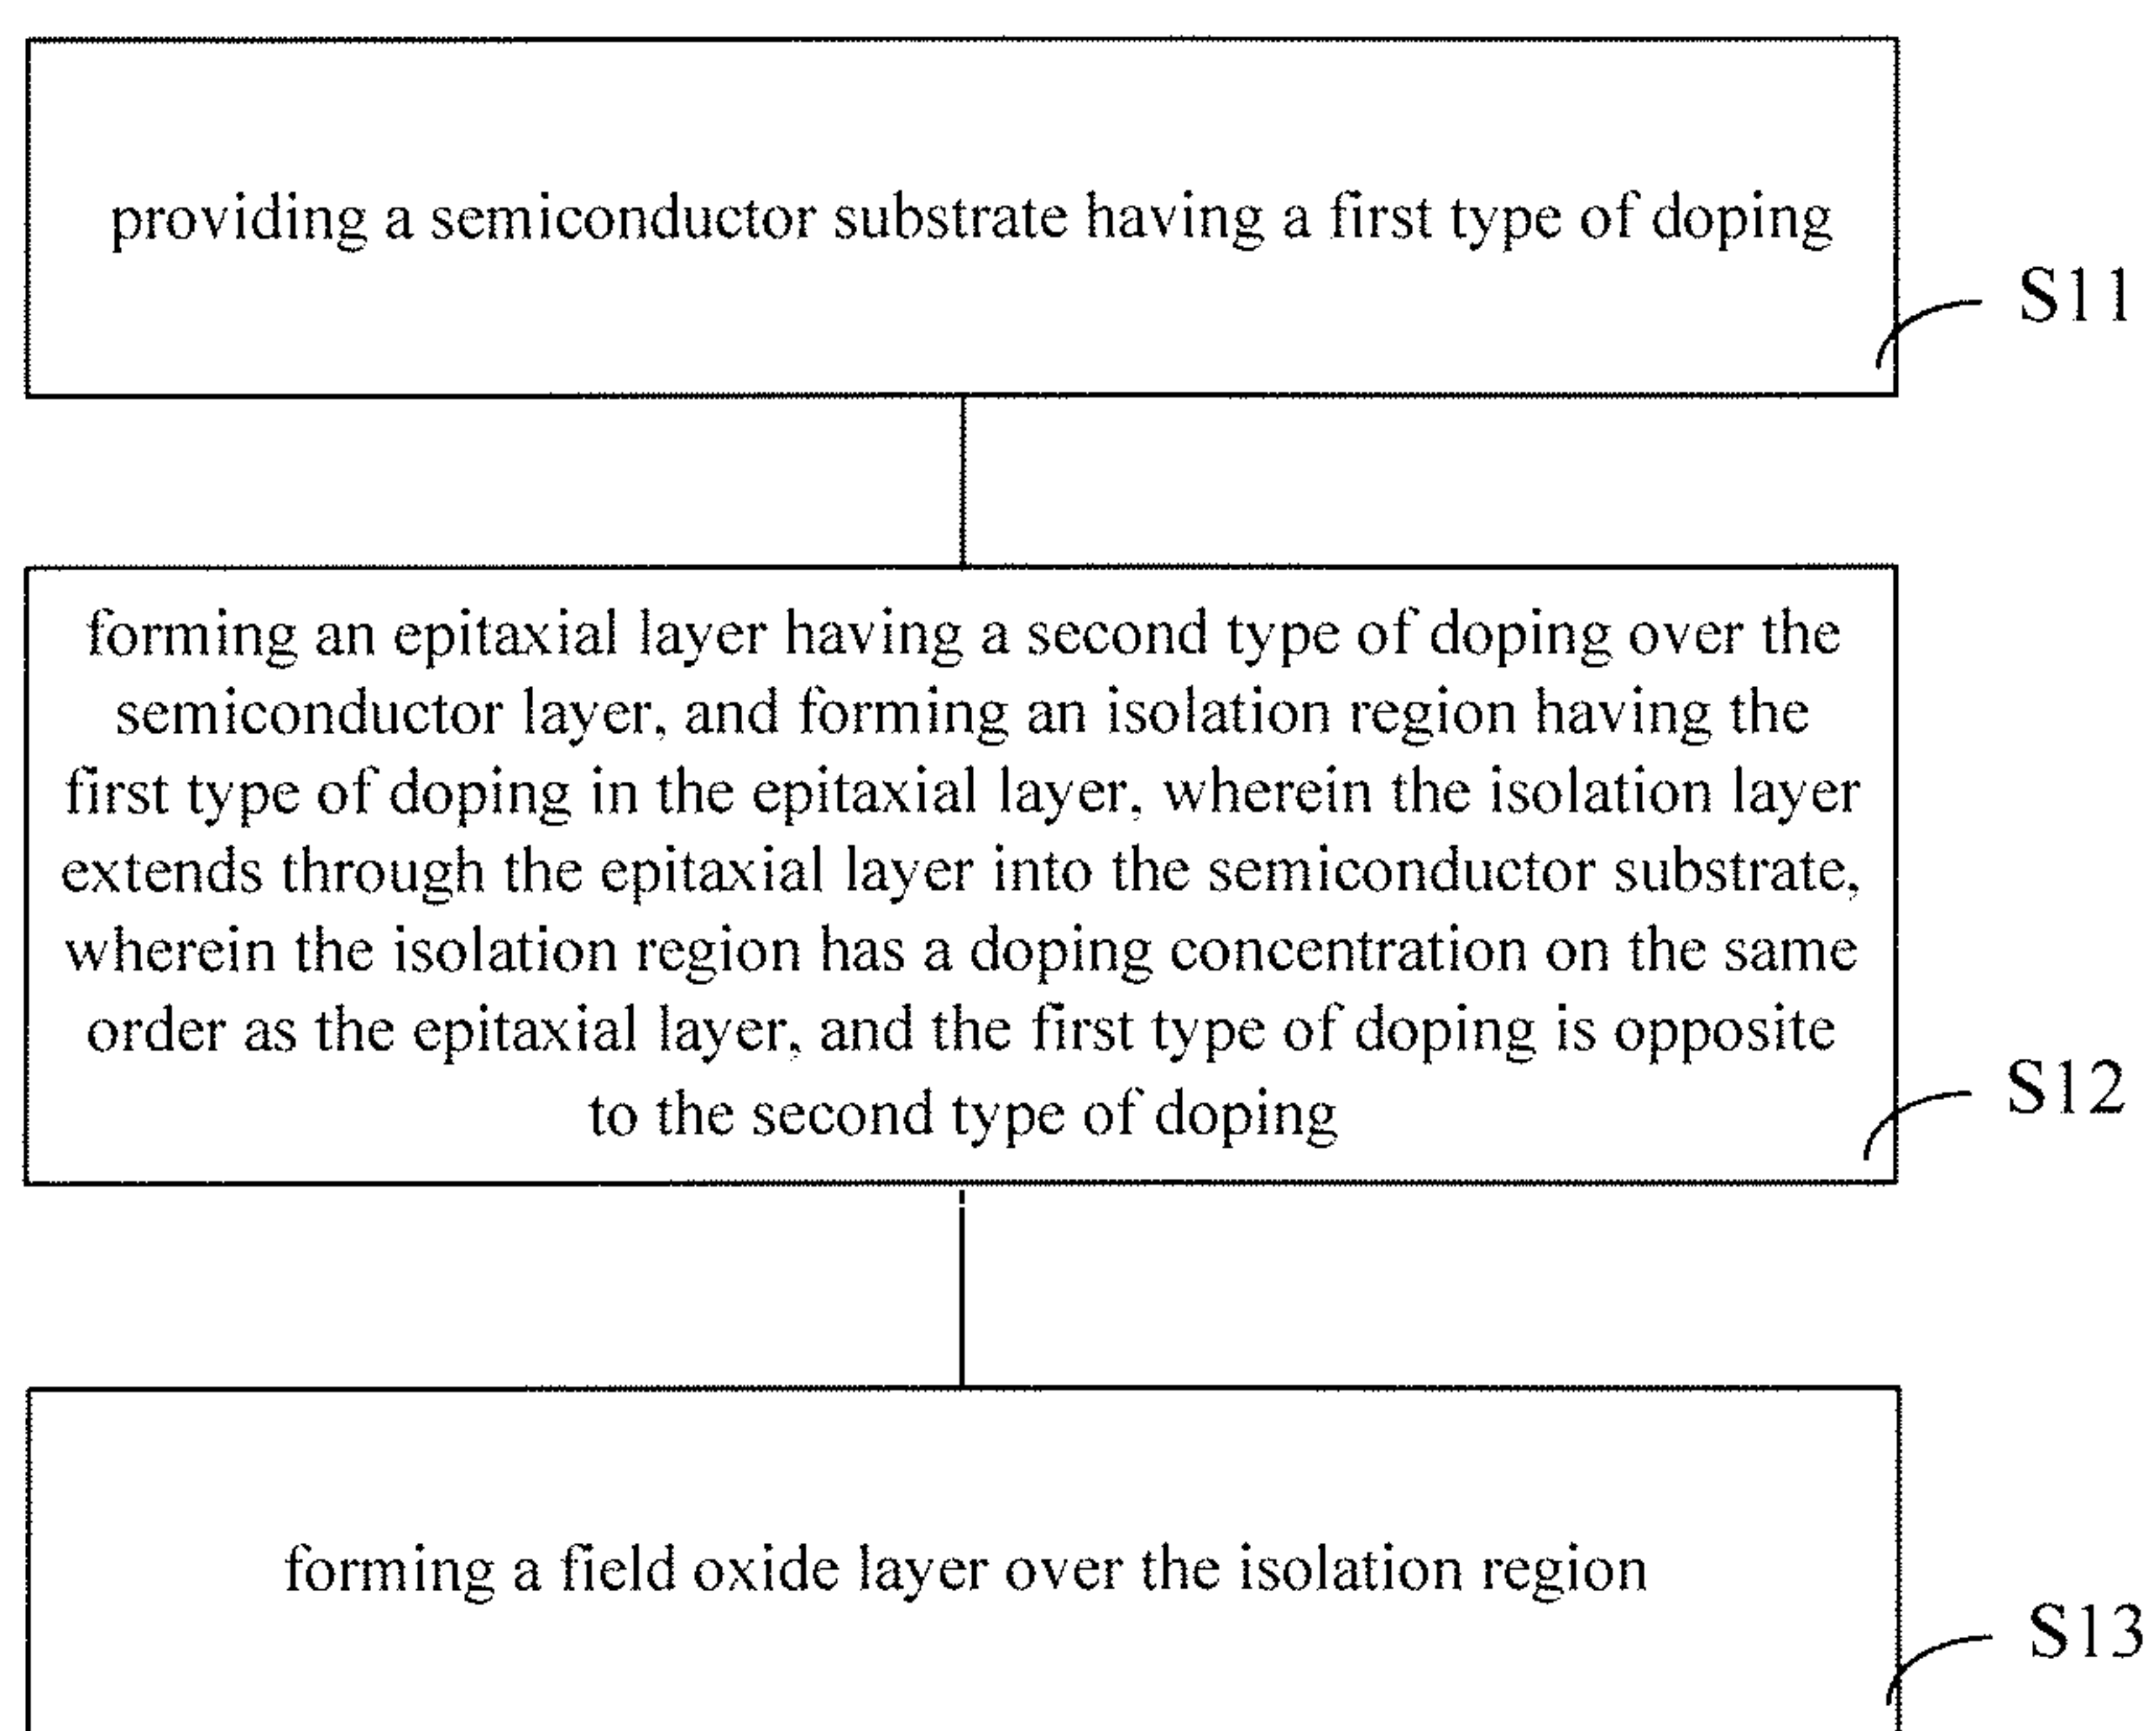 providing a semiconductor substrate having a first type of doping
S11
forming an epitaxial layer having a second type of doping over the
semiconductor layer, and forming an isolation region having the
first type of doping in the epitaxial layer, wherein the isolation layer
extends through the epitaxial layer into the semiconductor substrate,
wherein the isolation region has a doping concentration on the same
order as the epitaxial layer, and the first type of doping is opposite
to the second type of doping
S12
forming a field oxide layer over the isolation region
S13